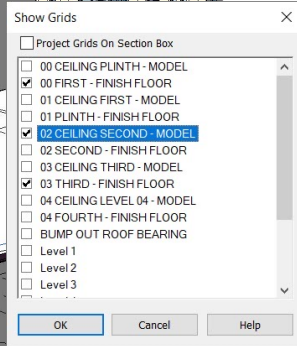 Show Grids
Project Grids On Section Box
00 CEILING PLINTH - MODEL
00 FIRST - FINISH FLOOR
01 CEILING FIRST - MODEL
01 PLINTH - FINISH FLOOR
02 CEILING SECOND - MODEL
02 SECOND - FINISH FLOOR
03 CEILING THIRD - MODEL
03 THIRD - FINISH FLOOR
04 CEILING LEVEL 04 - MODEL
04 FOURTH - FINISH FLOOR
BUMP OUT ROOF BEARING
Level 1
Level 2
Level 3
OK Cancel Help